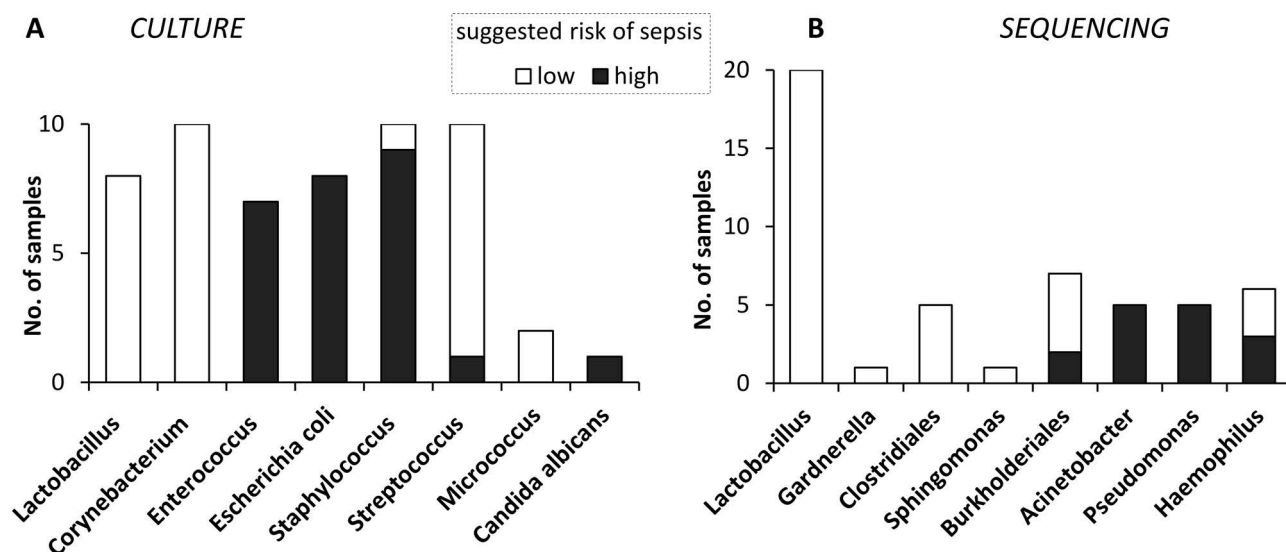 A CULTURE
suggested risk of sepsis
low high
No. of samples
10
5
0
Lactobacillus
Corynebacterium
Enterococcus
Escherichia coli
Staphylococcus
Streptococcus
Micrococcus
Candida albicans
B SEQUENCING
No. of samples
20
15
10
5
0
Lactobacillus
Gardnerella
Clostridiales
Sphingomonas
Burkholderiales
Acinetobacter
Pseudomonas
Haemophilus